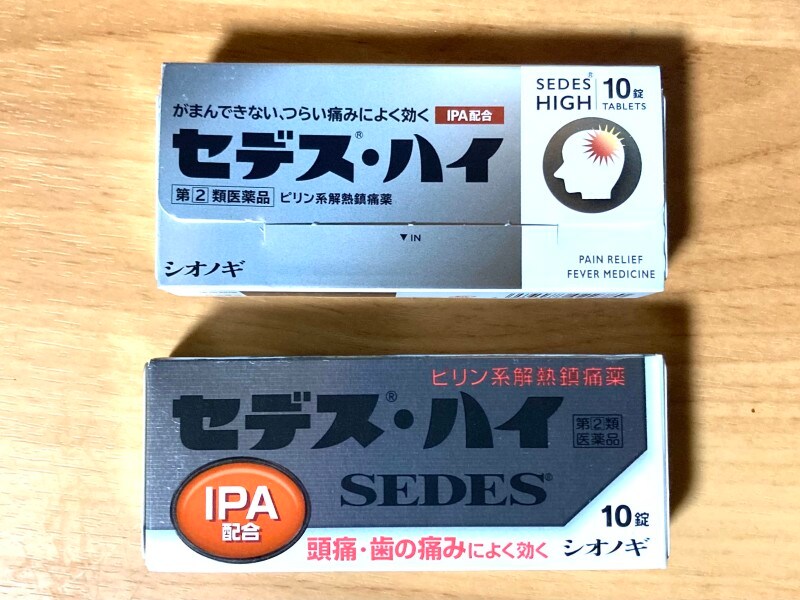 がまんできない、つらい痛みによく効く IPA配合
セデス®・ハイ
第②類医薬品 ピリン系解熱鎮痛薬
▼IN
シオノギ
SEDES®
HIGH
10錠
TABLETS
PAIN RELIEF
FEVER MEDICINE
ピリン系解熱鎮痛薬
セデス®・ハイ
第②類
医薬品
SEDES®
IPA
配合
10錠
頭痛・歯の痛みによく効く シオノギ